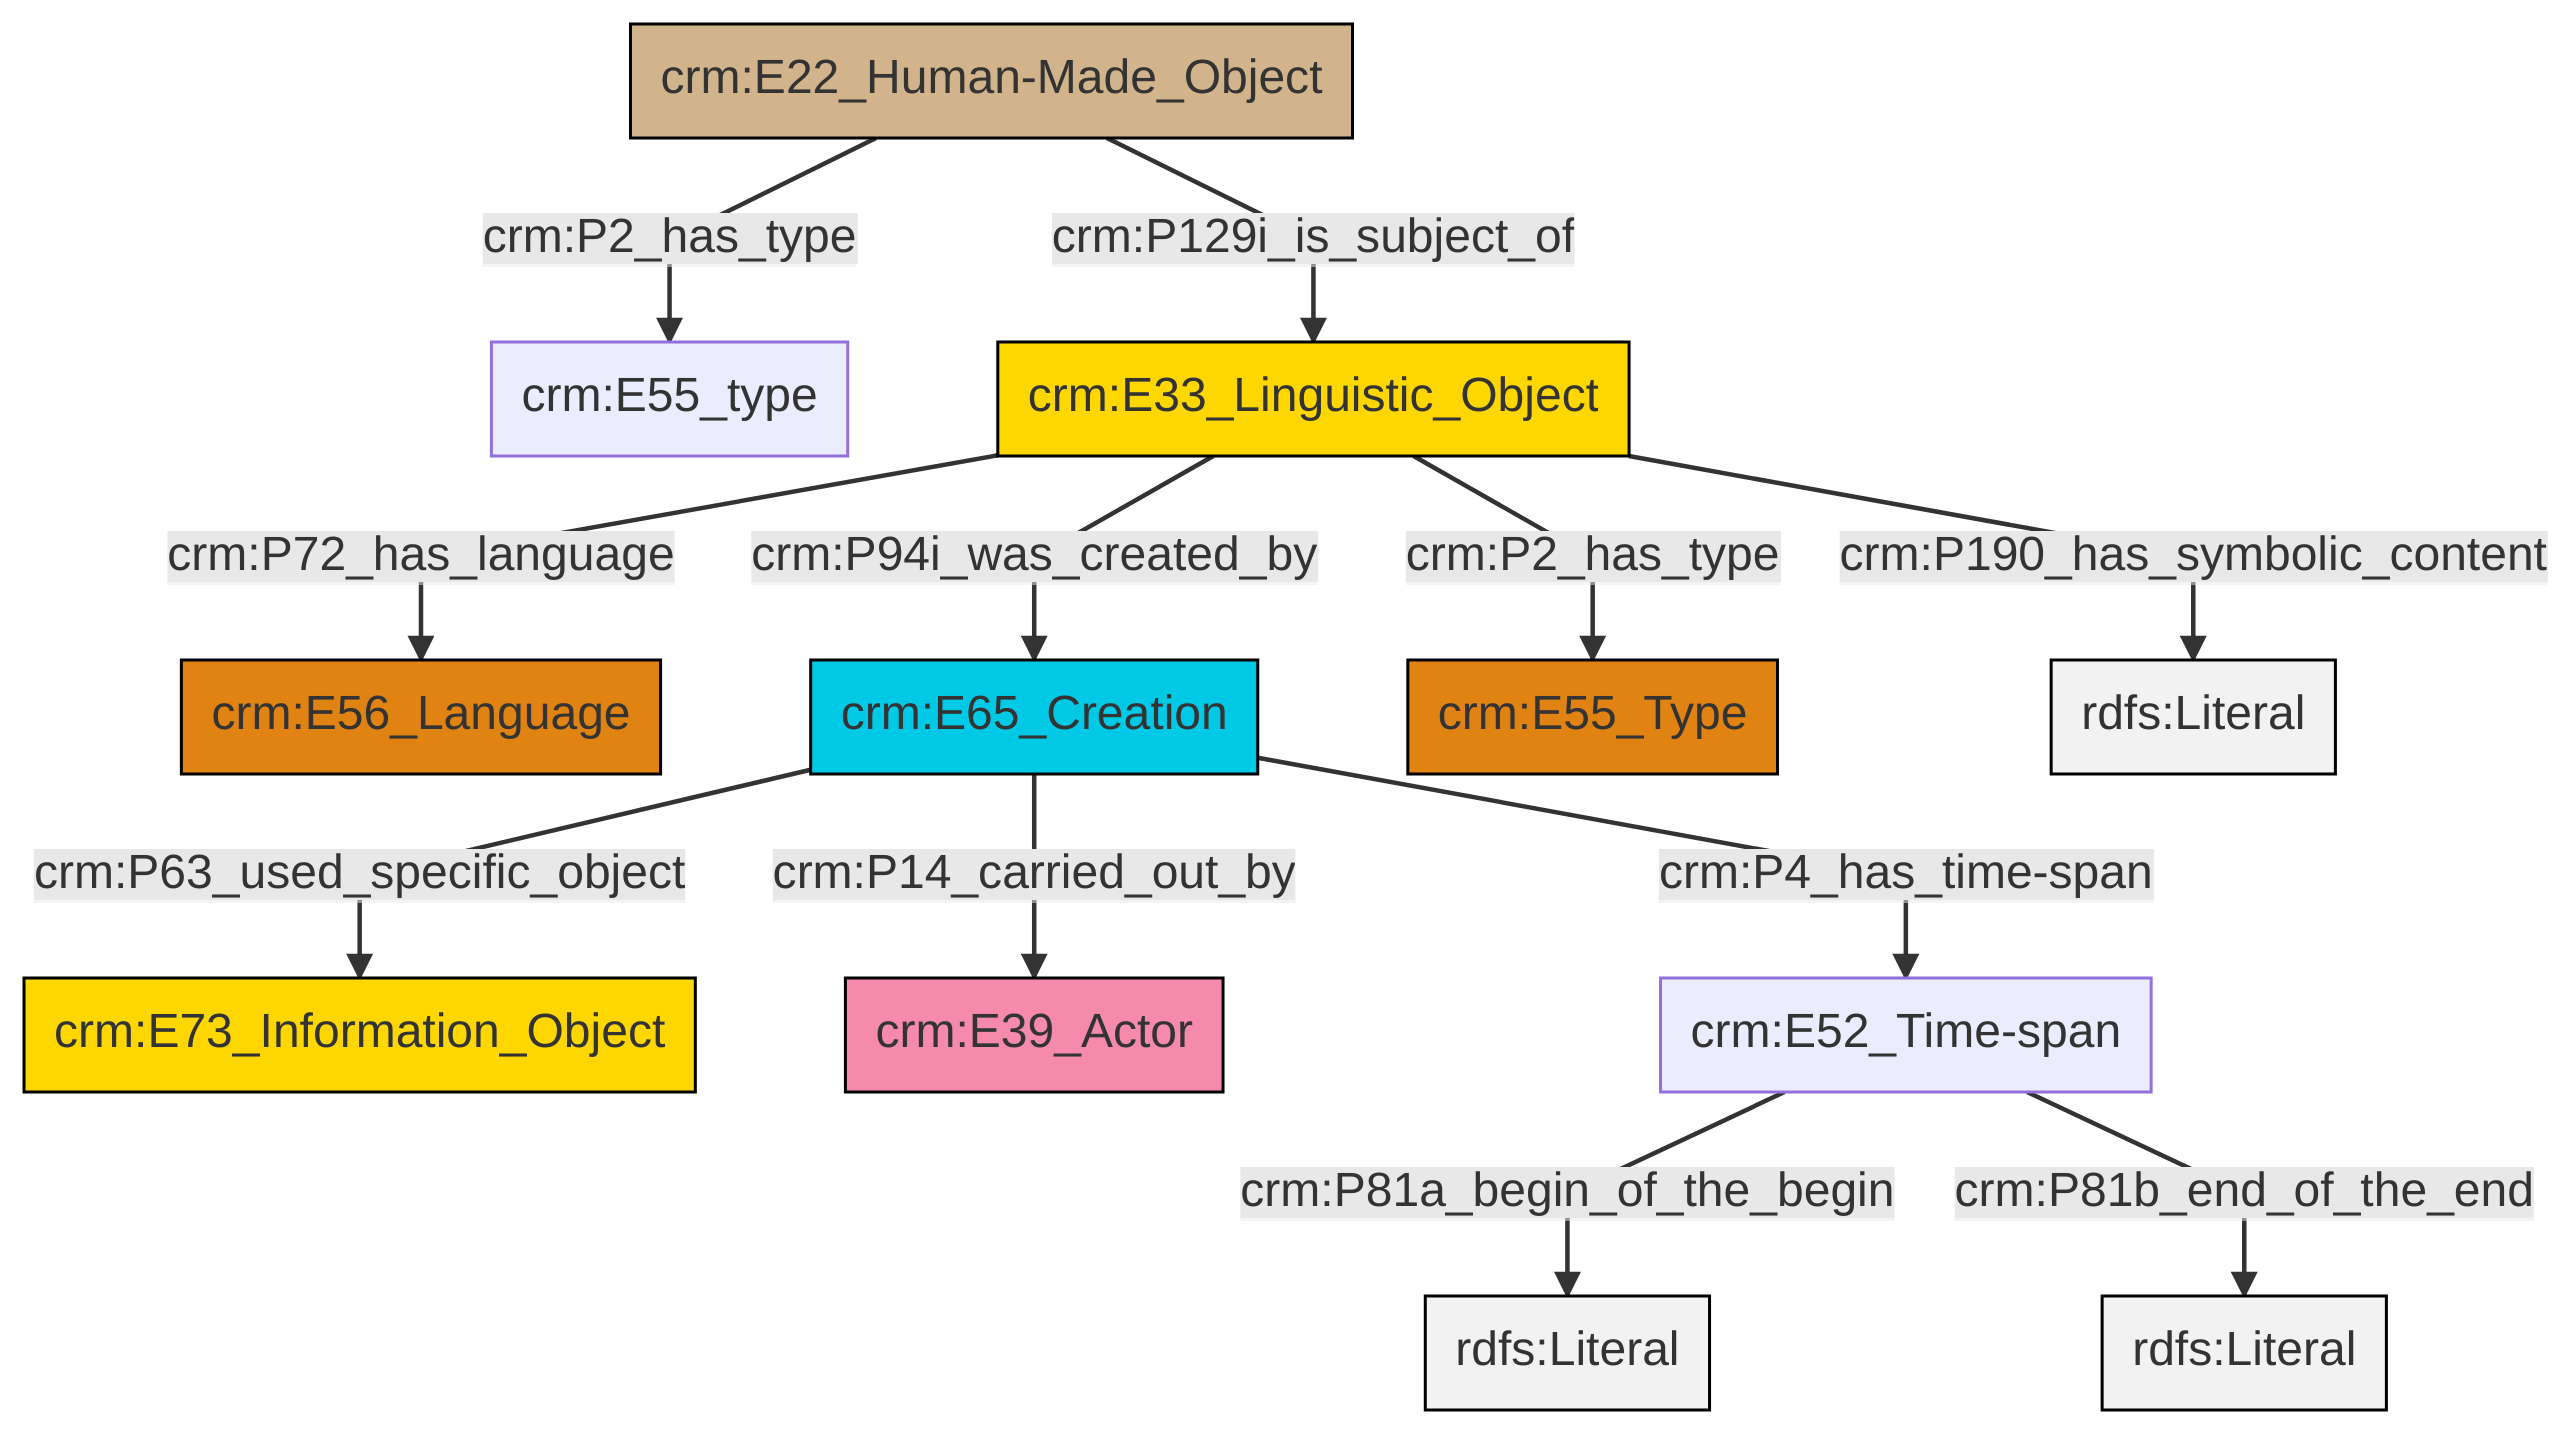 crm:E22_Human-Made_Object
crm:P2_has_type
crm:P129i_is_subject_of
crm:E55_type
crm:E33_Linguistic_Object
crm:P72_has_language
crm:P94i_was_created_by
crm:P2_has_type
crm:P190_has_symbolic_content
crm:E56_Language
crm:E65_Creation
crm:E55_Type
rdfs:Literal
crm:P63_used_specific_object
crm:P14_carried_out_by
crm:P4_has_time-span
crm:E73_Information_Object
crm:E39_Actor
crm:E52_Time-span
crm:P81a_begin_of_the_begin
crm:P81b_end_of_the_end
rdfs:Literal
rdfs:Literal